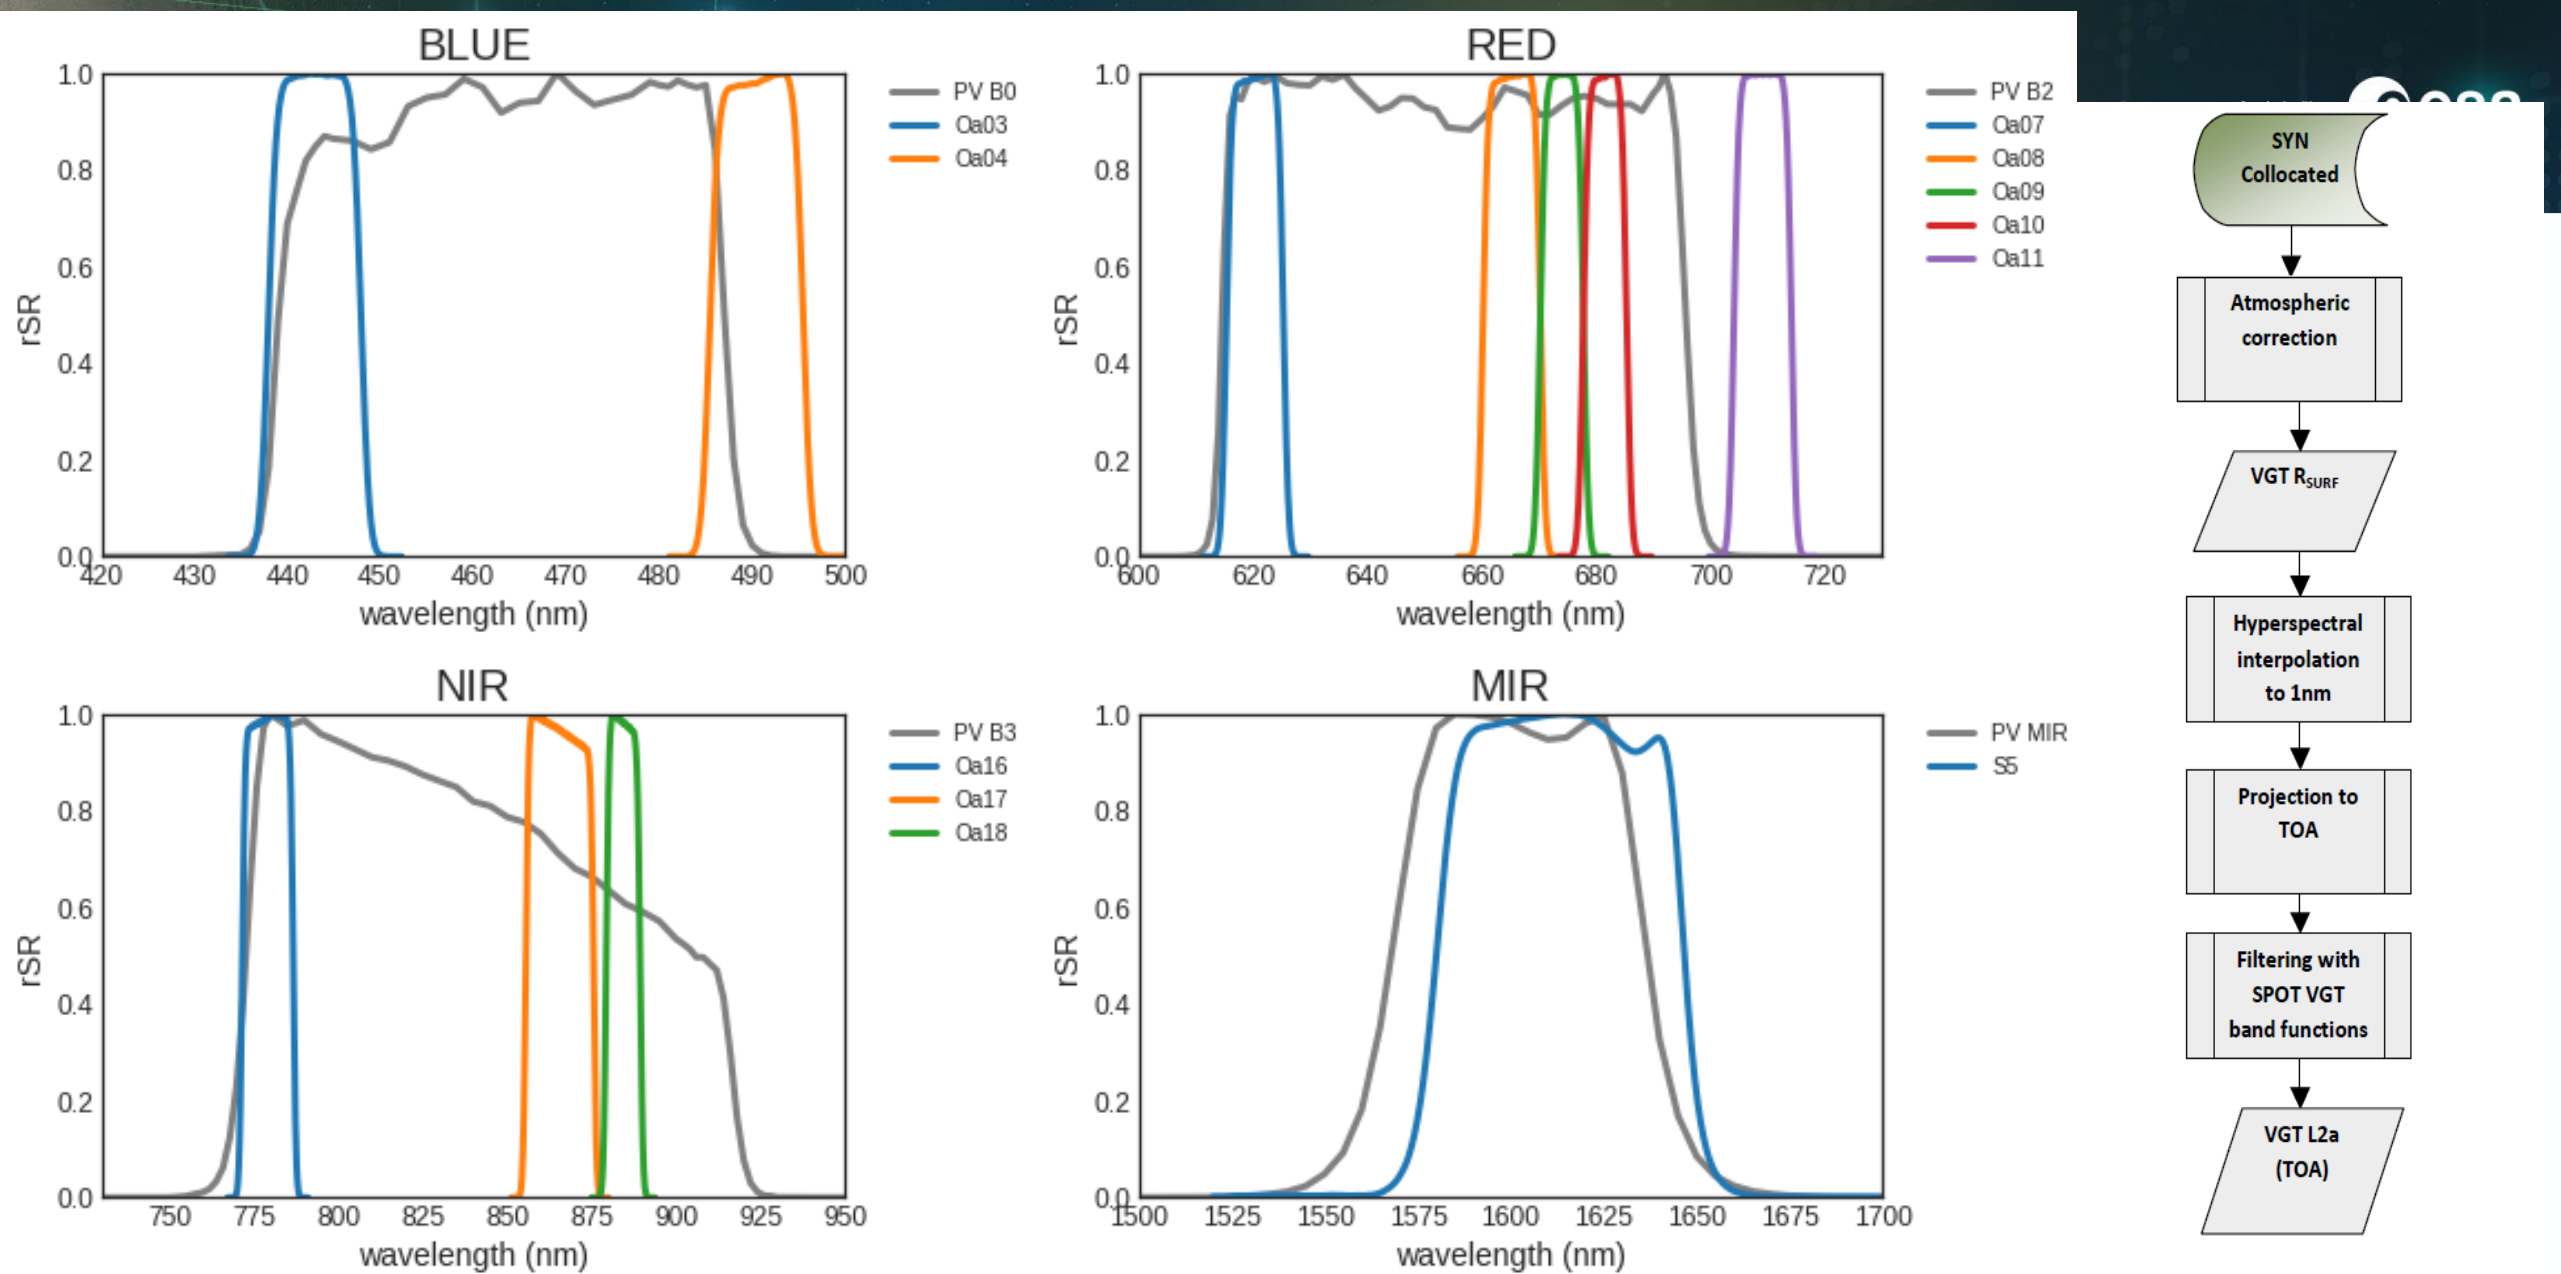 BLUE
1.0
0.8
0.6
0.4
0.2
0.0
rSR
420 430 440 450 460 470 480 490 500
wavelength (nm)
PV B0
Oa03
Oa04
RED
1.0
0.8
0.6
0.4
0.2
0.0
rSR
600 620 640 660 680 700 720
wavelength (nm)
PV B2
Oa07
Oa08
Oa09
Oa10
Oa11
NIR
1.0
0.8
0.6
0.4
0.2
0.0
rSR
750 775 800 825 850 875 900 925 950
wavelength (nm)
PV B3
Oa16
Oa17
Oa18
MIR
1.0
0.8
0.6
0.4
0.2
0.0
rSR
1500 1525 1550 1575 1600 1625 1650 1675 1700
wavelength (nm)
PV MIR
S5
SYN
Collocated
Atmospheric
correction
VGT RSURF
Hyperspectral
interpolation
to 1nm
Projection to
TOA
Filtering with
SPOT VGT
band functions
VGT L2a
(TOA)